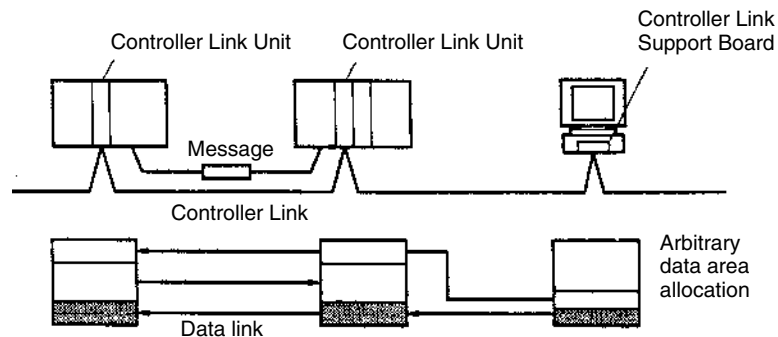 Controller Link Unit
Controller Link Unit
Controller Link
Support Board
Message
Controller Link
Arbitrary
data area
allocation
Data link